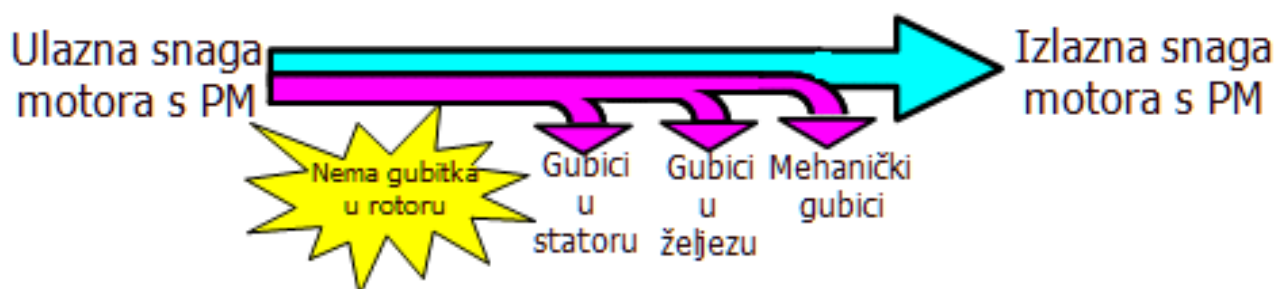 Ulazna snaga
motora s PM
Izlazna snaga
motora s PM
Nema gubitka
u rotoru
Gubici
u
statoru
Gubici
u
željezu
Mehanički
gubici